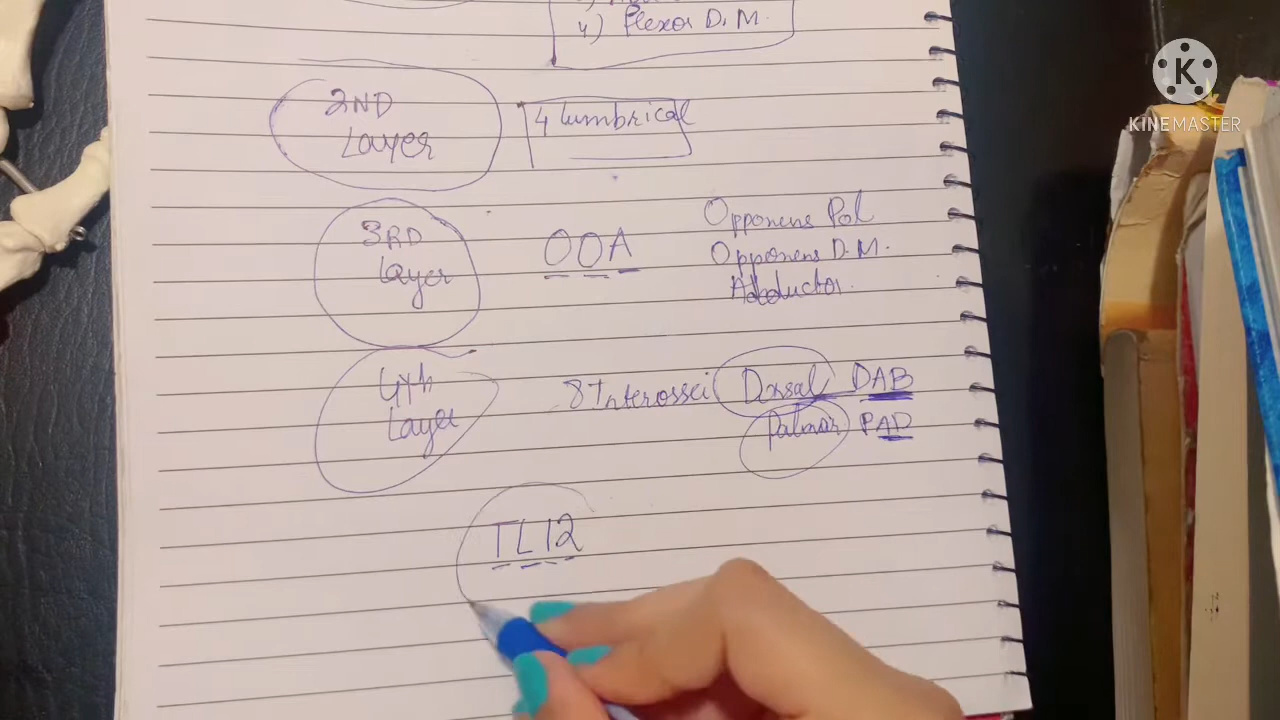 4) Flexor D.M.
2ND
Layer
4 lumbrical
3RD
Layer
OOA
Opponens Pol
Opponens D.M.
Adductor.
4th
Layer
8 Interossei Dorsal DAB
Palmar PAD
TL12
K
KINEMASTER